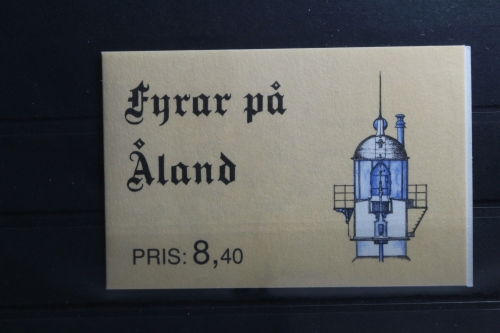 Fyrar på
Åland
PRIS: 8,40